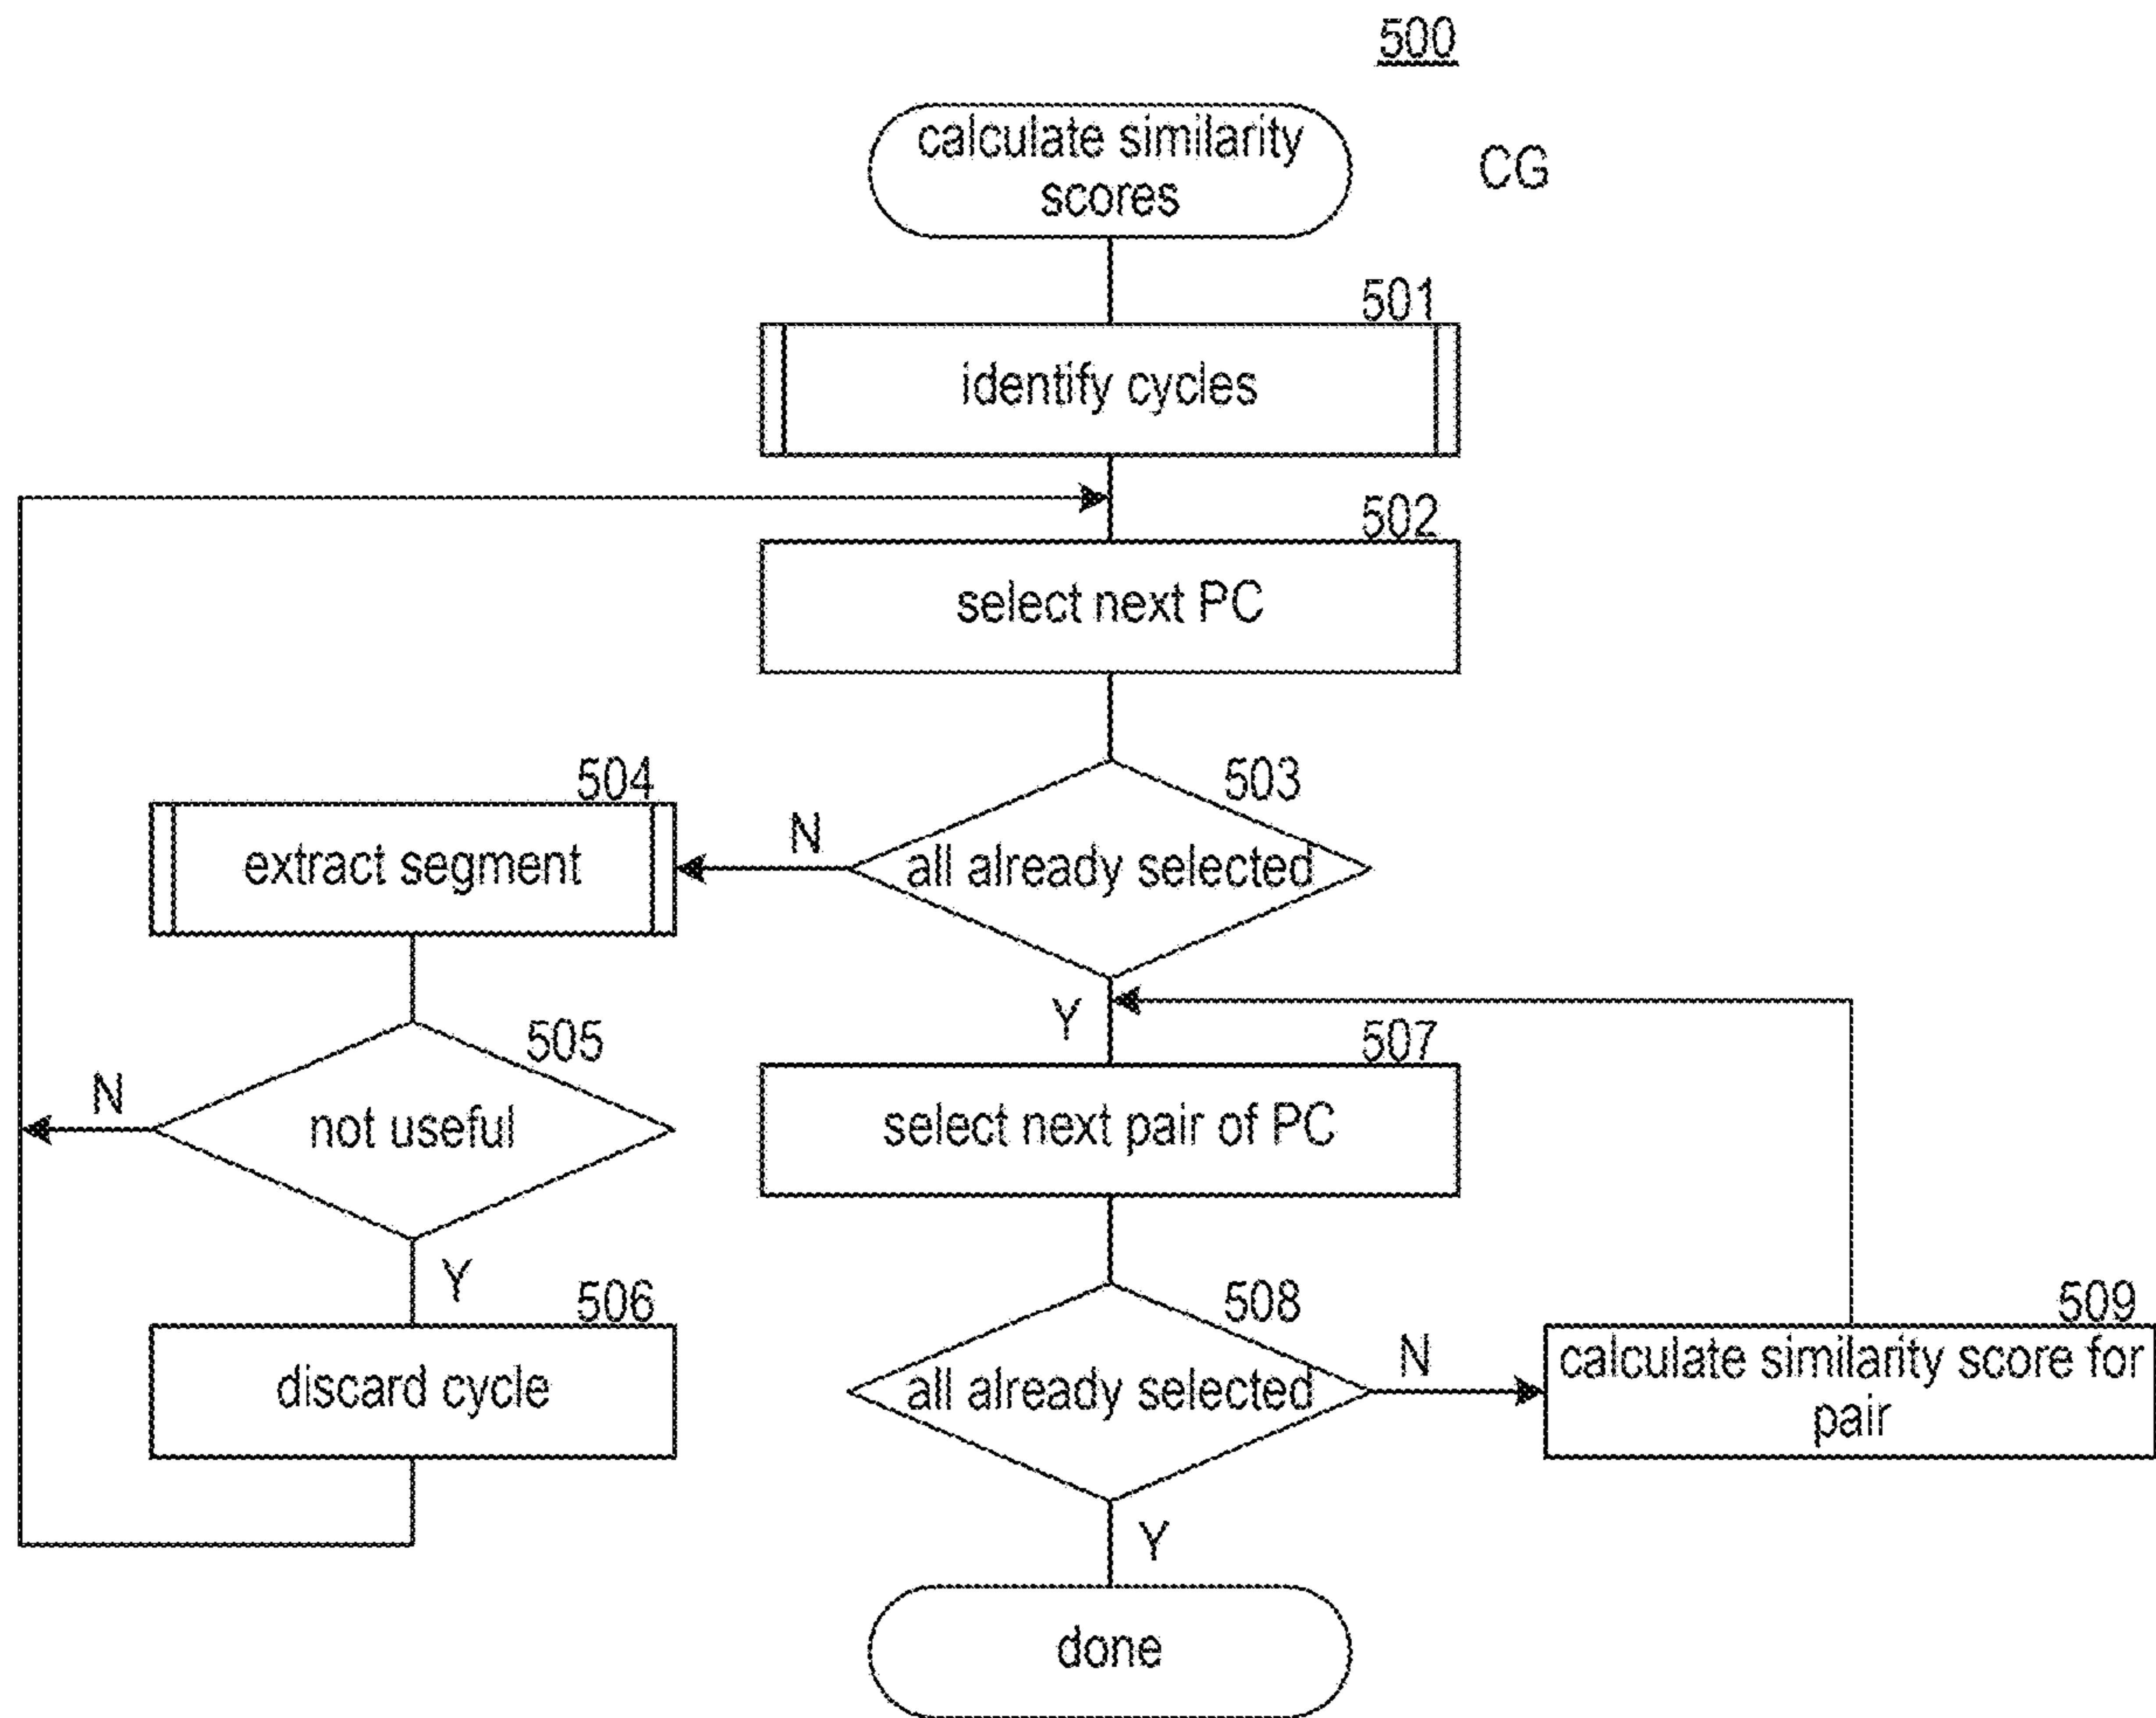 500
calculate similarity
scores
CG
501
identify cycles
502
select next PC
503
all already selected
N
Y
504
extract segment
505
not useful
N
Y
506
discard cycle
507
select next pair of PC
508
all already selected
N
Y
509
calculate similarity score for
pair
done